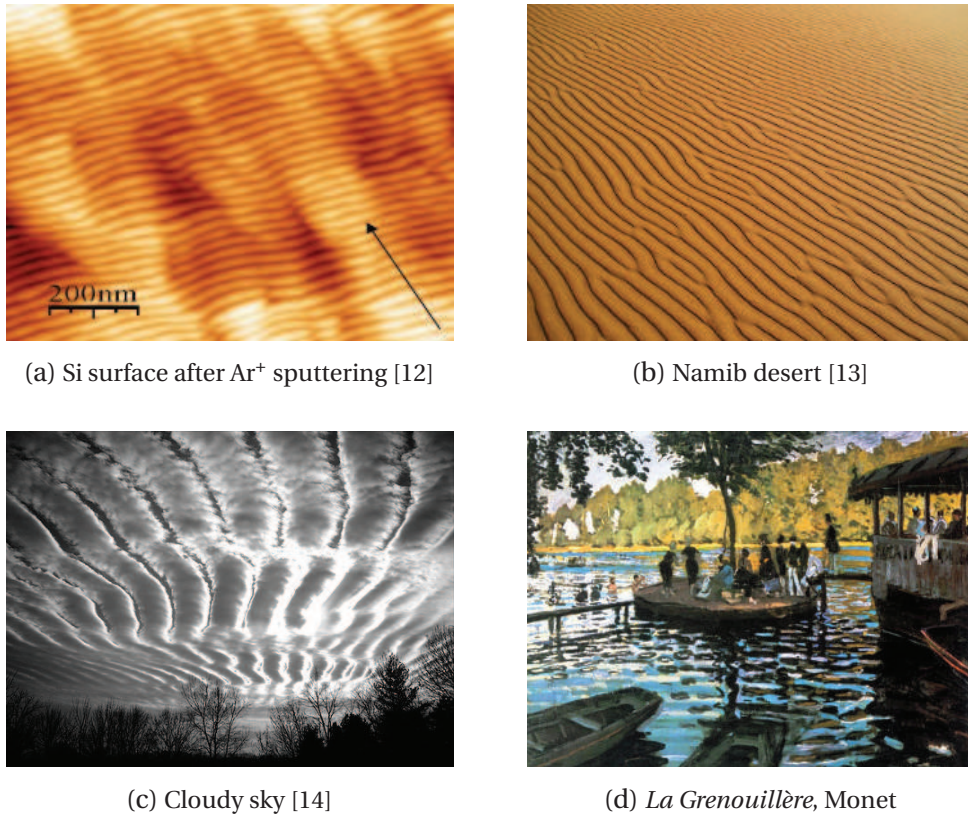 200nm
(a) Si surface after Ar⁺ sputtering [12]
(b) Namib desert [13]
(c) Cloudy sky [14]
(d) La Grenouillère, Monet